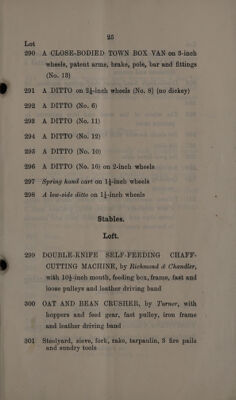 25
Lot
290 A CLOSE-BODIED TOWN BOX VAN on 3-inch
wheels, patent arms, brake, pole, bar and fittings
(No. 13)
291 A DITTO on 2½-inch wheels (No. 8) (no dickey)
292 A DITTO (No. 6)
293 A DITTO (No. 11)
294 A DITTO (No. 12)
295 A DITTO (No. 10)
296 A DITTO (No. 16) on 2-inch wheels
297 Spring hand cart on 1½-inch wheels
298 A low-side ditto on 1½-inch wheels
Stables.
Loft.
299 DOUBLE-KNIFE SELF-FEEDING CHAFF-
CUTTING MACHINE, by Richmond & Chandler,
with 10½-inch mouth, feeding box, frame, fast and
loose pulleys and leather driving band
300 OAT AND BEAN CRUSHER, by Turner, with
hoppers and feed gear, fast pulley, iron frame
and leather driving band
301 Steelyard, sieve, fork, rake, tarpaulin, 3 fire pails
and sundry tools